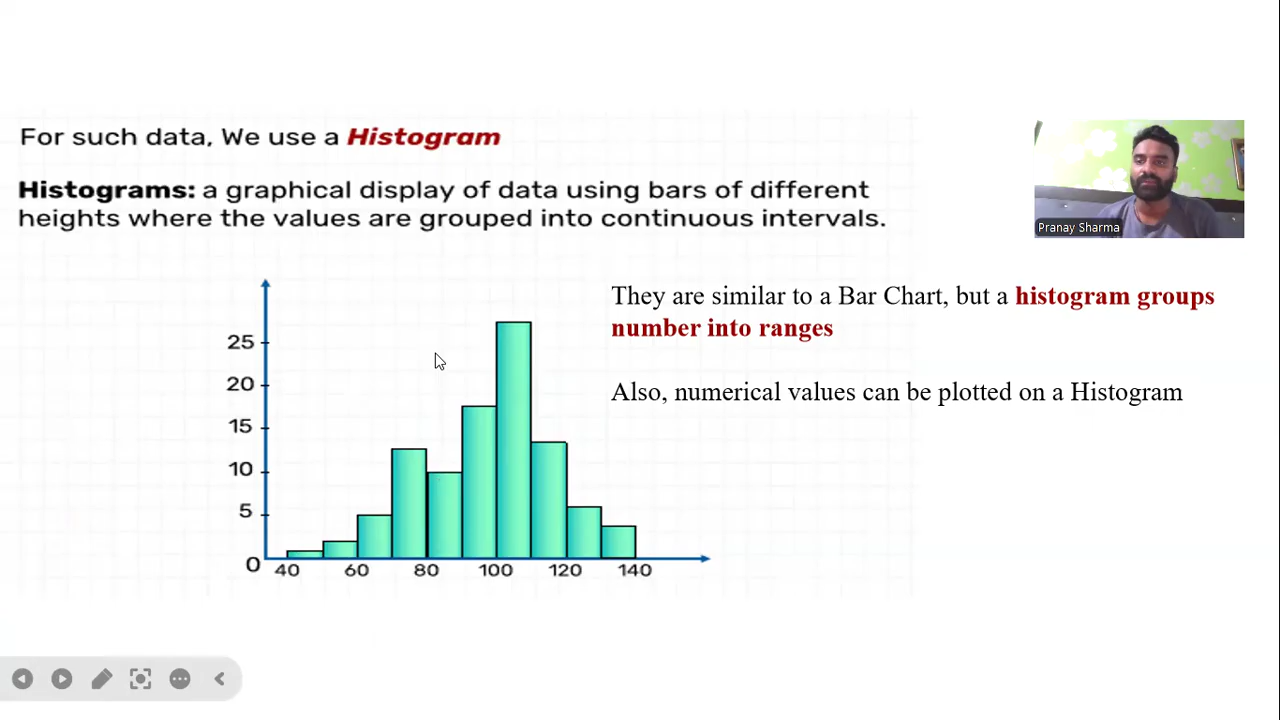 For such data, We use a Histogram
Histograms: a graphical display of data using bars of different
heights where the values are grouped into continuous intervals.
Pranay Sharma
They are similar to a Bar Chart, but a histogram groups
number into ranges
Also, numerical values can be plotted on a Histogram
25
20
15
10
5
0
40 60 80 100 120 140